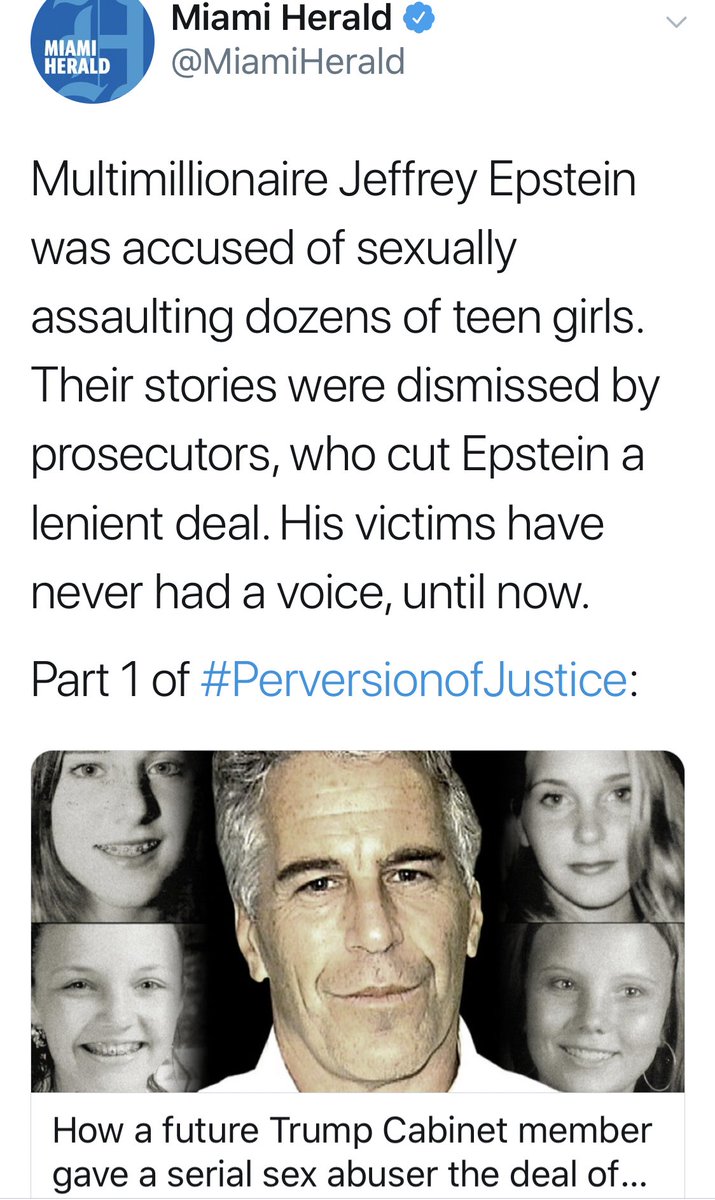 Miami Herald
@MiamiHerald
MIAMI
HERALD
Multimillionaire Jeffrey Epstein
was accused of sexually
assaulting dozens of teen girls.
Their stories were dismissed by
prosecutors, who cut Epstein a
lenient deal. His victims have
never had a voice, until now.
Part 1 of #PerversionofJustice:
How a future Trump Cabinet member
gave a serial sex abuser the deal of...